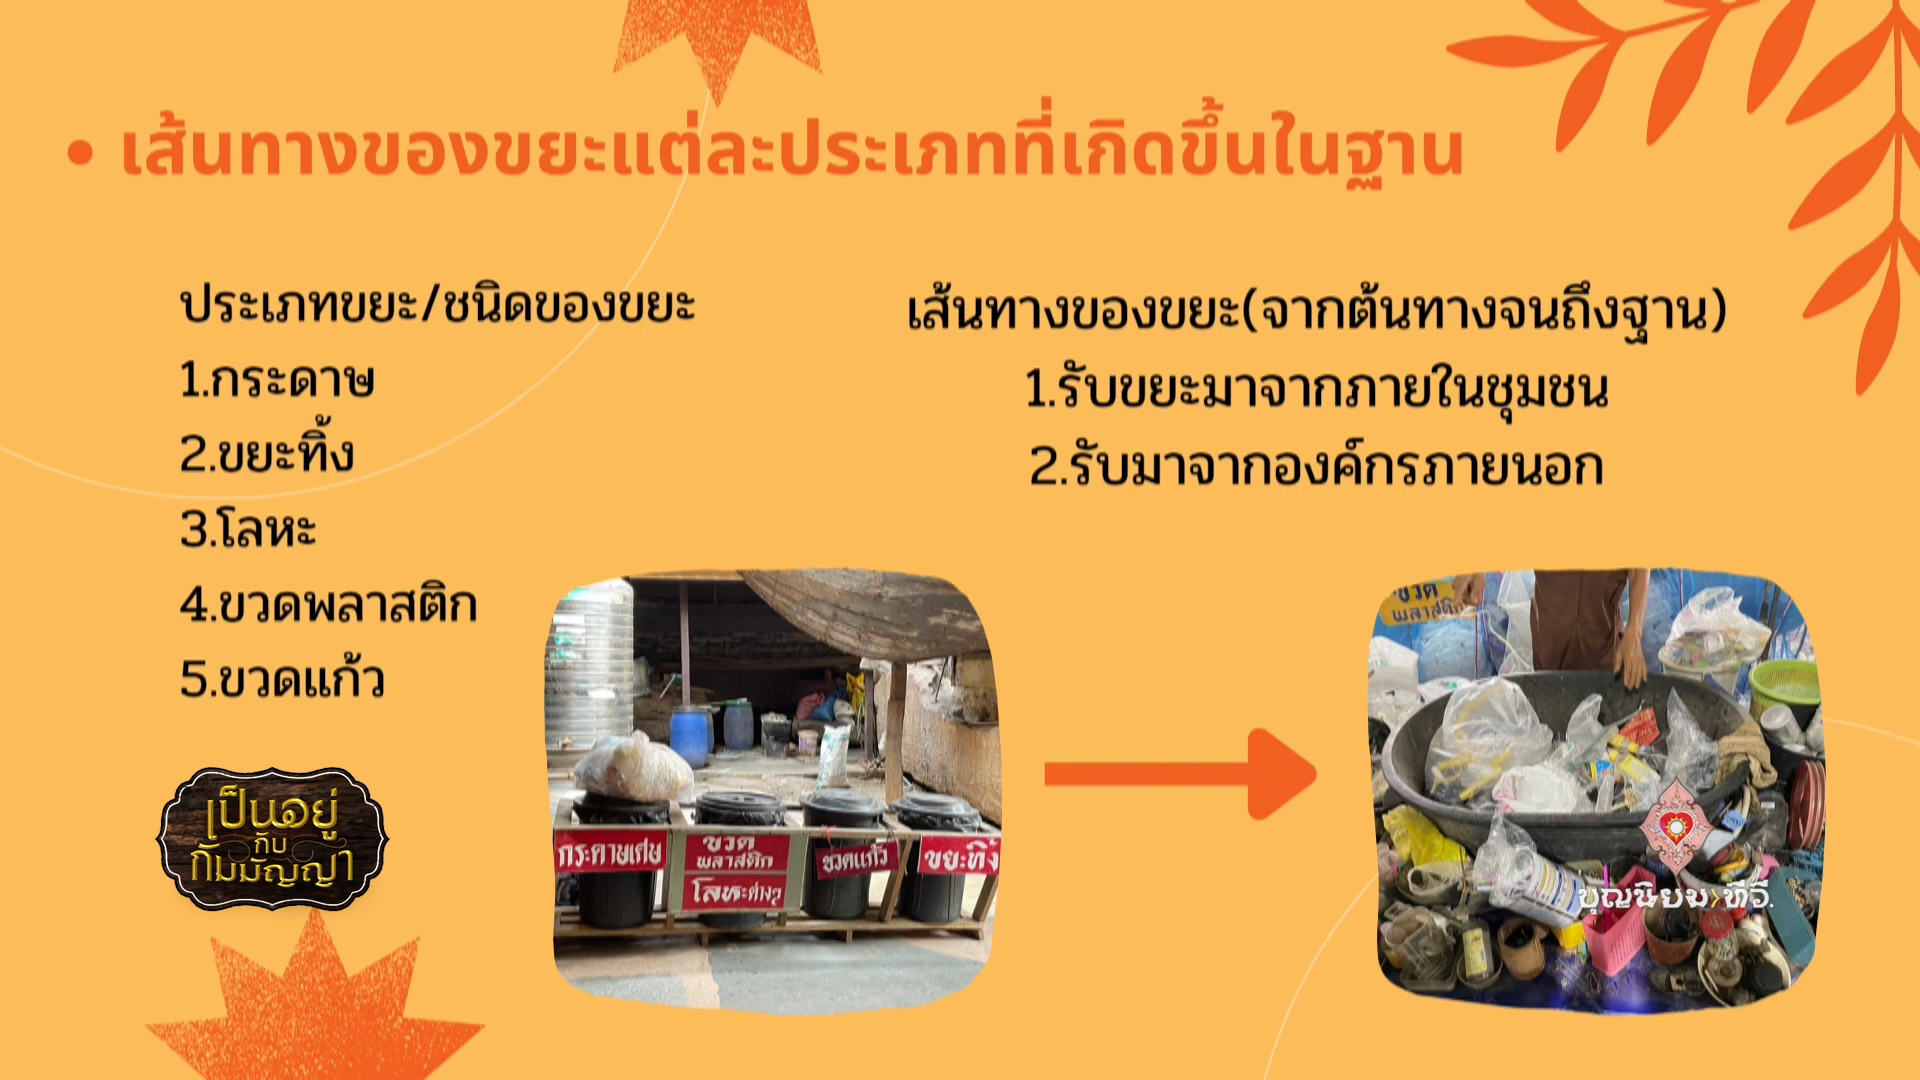 • เส้นทางของขยะแต่ละประเภทที่เกิดขึ้นในฐาน
ประเภทขยะ/ชนิดของขยะ
1.กระดาษ
2.ขยะทิ้ง
3.โลหะ
4.ขวดพลาสติก
5.ขวดแก้ว
เส้นทางของขยะ(จากต้นทางจนถึงฐาน)
1.รับขยะมาจากภายในชุมชน
2.รับมาจากองค์กรภายนอก
เป็นอยู่
กับ
กัมมัญญา
กระดาษเศษ
ขวด
พลาสติก
โลหะต่างๆ
ขวดแก้ว
ขยะทิ้ง
ขวด
พลาสติก
บุญนิยม>ทีวี.